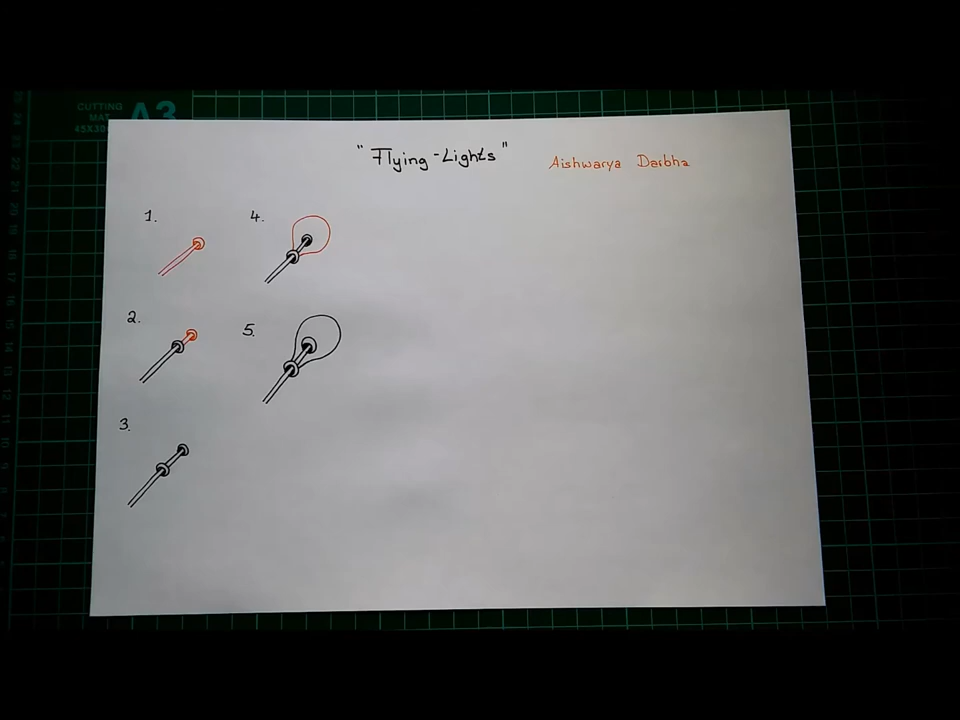 CUTTING
MAT
A3
"Flying-Lights"
Aishwarya Darbha
1.
4.
2.
5.
3.